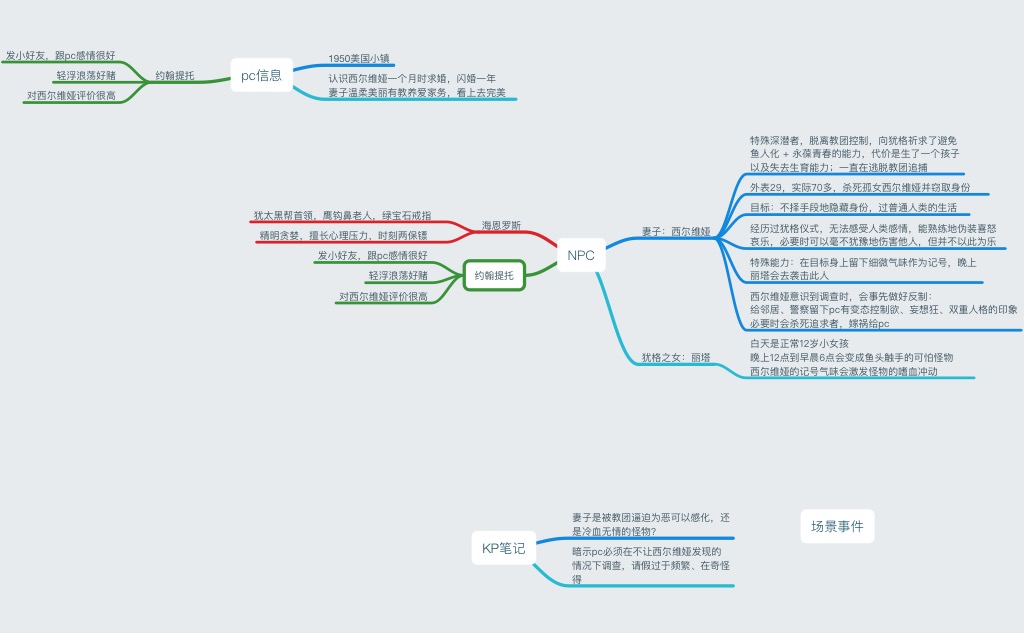 发小好友，跟pc感情很好
轻浮浪荡好赌
对西尔维娅评价很高
约翰提托
pc信息
1950美国小镇
认识西尔维娅一个月时求婚，闪婚一年
妻子温柔美丽有教养爱家务，看上去完美
犹太黑帮首领，鹰钩鼻老人，绿宝石戒指
精明贪婪，擅长心理压力，时刻两保镖
海恩罗斯
发小好友，跟pc感情很好
轻浮浪荡好赌
对西尔维娅评价很高
约翰提托
NPC
妻子：西尔维娅
特殊深潜者，脱离教团控制，向犹格祈求了避免
鱼人化 + 永葆青春的能力，代价是生了一个孩子
以及失去生育能力；一直在逃脱教团追捕
外表29，实际70多，杀死孤女西尔维娅并窃取身份
目标：不择手段地隐藏身份，过普通人类的生活
经历过犹格仪式，无法感受人类感情，能熟练地伪装喜怒
哀乐，必要时可以毫不犹豫地伤害他人，但并不以此为乐
特殊能力：在目标身上留下细微气味作为记号，晚上
丽塔会去袭击此人
西尔维娅意识到调查时，会事先做好反制：
给邻居、警察留下pc有变态控制欲、妄想狂、双重人格的印象
必要时会杀死追求者，嫁祸给pc
犹格之女：丽塔
白天是正常12岁小女孩
晚上12点到早晨6点会变成鱼头触手的可怕怪物
西尔维娅的记号气味会激发怪物的嗜血冲动
KP笔记
妻子是被教团逼迫为恶可以感化，还
是冷血无情的怪物？
暗示pc必须在不让西尔维娅发现的
情况下调查，请假过于频繁、在奇怪
得
场景事件